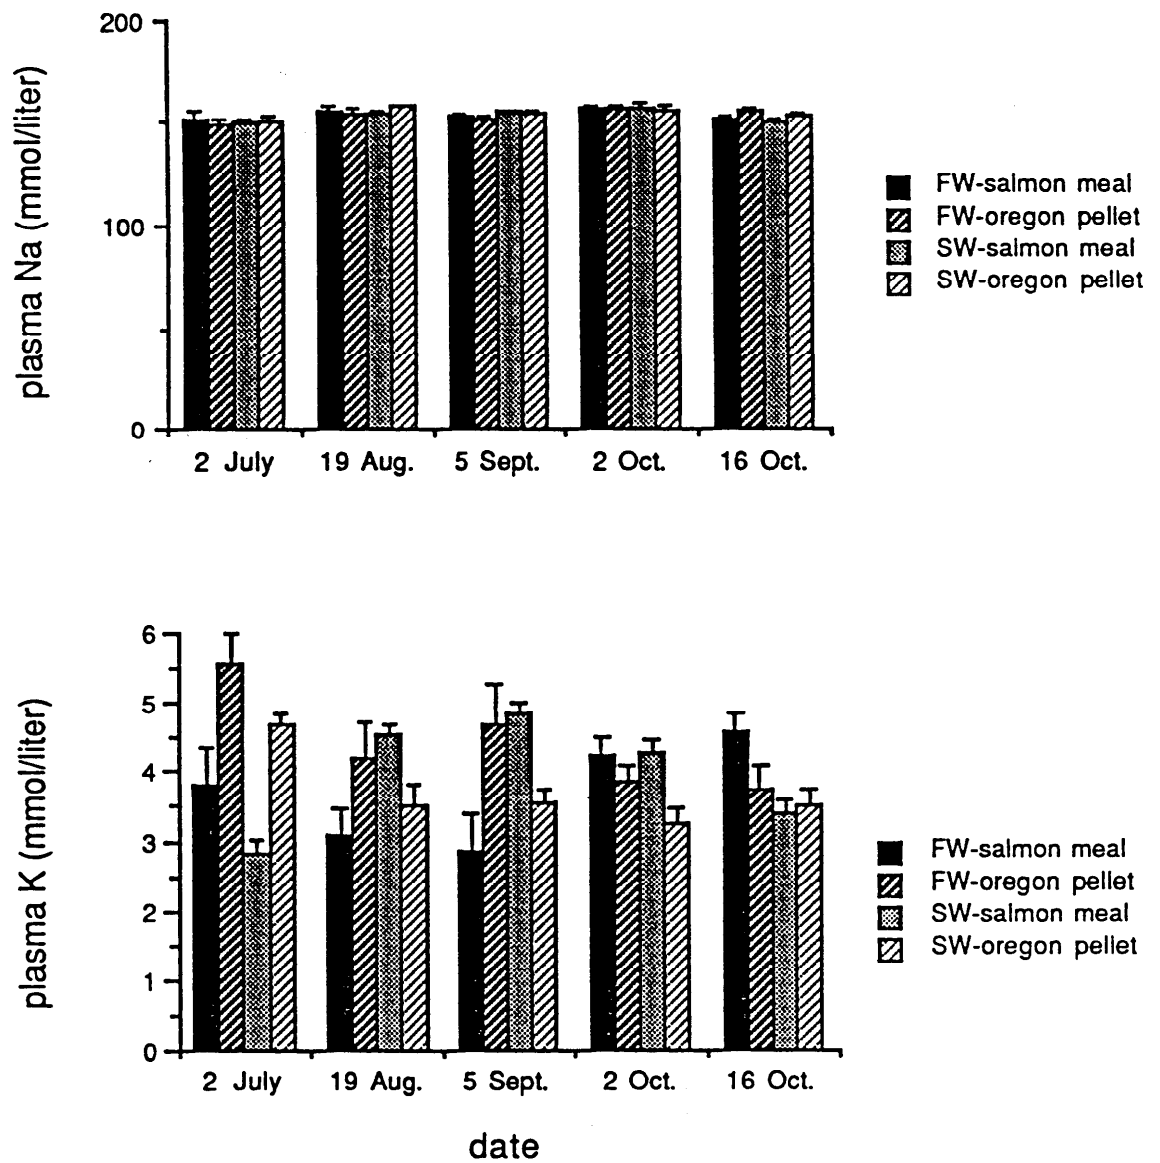 200
100
0
plasma Na (mmol/liter)
2 July 19 Aug. 5 Sept. 2 Oct. 16 Oct.
FW-salmon meal
FW-oregon pellet
SW-salmon meal
SW-oregon pellet
6
5
4
3
2
1
0
plasma K (mmol/liter)
2 July 19 Aug. 5 Sept. 2 Oct. 16 Oct.
FW-salmon meal
FW-oregon pellet
SW-salmon meal
SW-oregon pellet
date